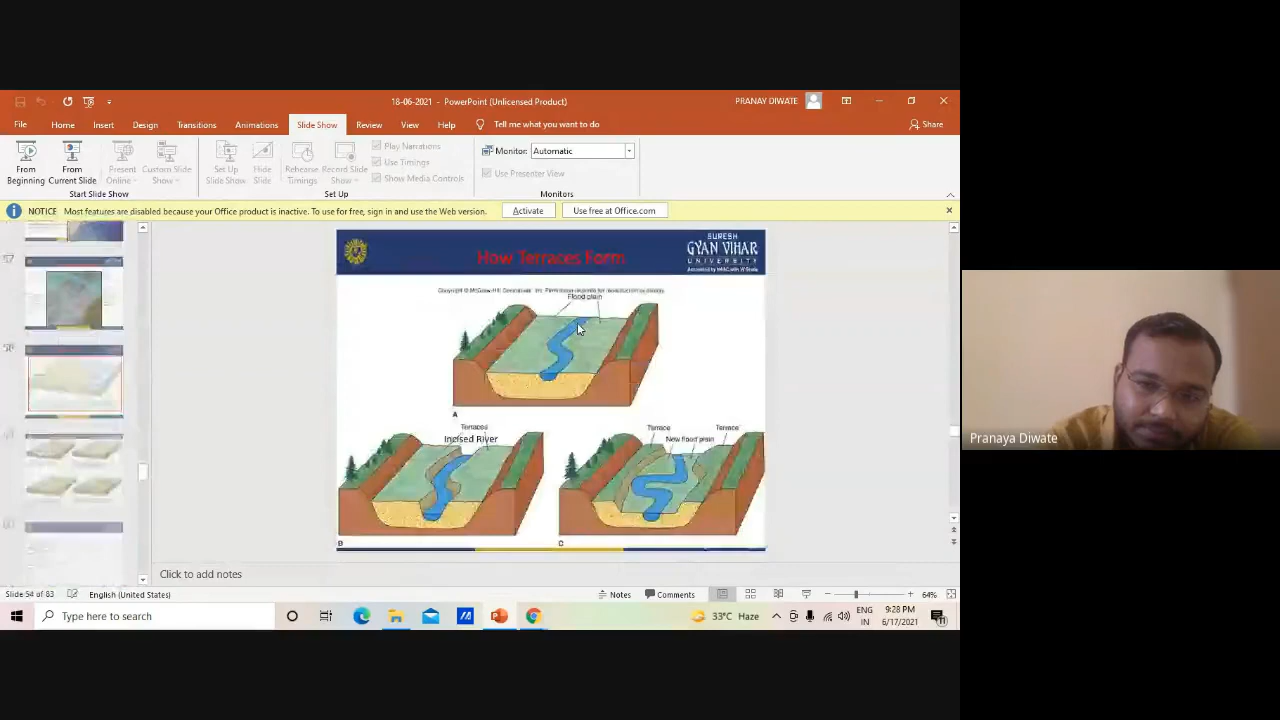 18-06-2021 - PowerPoint (Unlicensed Product)
PRANAY DIWATE
File Home Insert Design Transitions Animations Slide Show Review View Help Tell me what you want to do
Share
From Beginning
From Current Slide
Present Online
Custom Slide Show
Start Slide Show
Set Up Slide Show
Hide Slide
Rehearse Timings
Record Slide Show
Play Narrations
Use Timings
Show Media Controls
Set Up
Monitor: Automatic
Use Presenter View
Monitors
NOTICE Most features are disabled because your Office product is inactive. To use for free, sign in and use the Web version.
Activate
Use free at Office.com
How Terraces Form
SURESH
GYAN VIHAR
UNIVERSITY
Flood plain
A
Terraces
Incised River
B
Terrace
Terrace
New flood plain
C
Click to add notes
Slide 54 of 83
English (United States)
Notes
Comments
64%
Type here to search
33°C Haze
ENG
IN
9:28 PM
6/17/2021
Pranaya Diwate